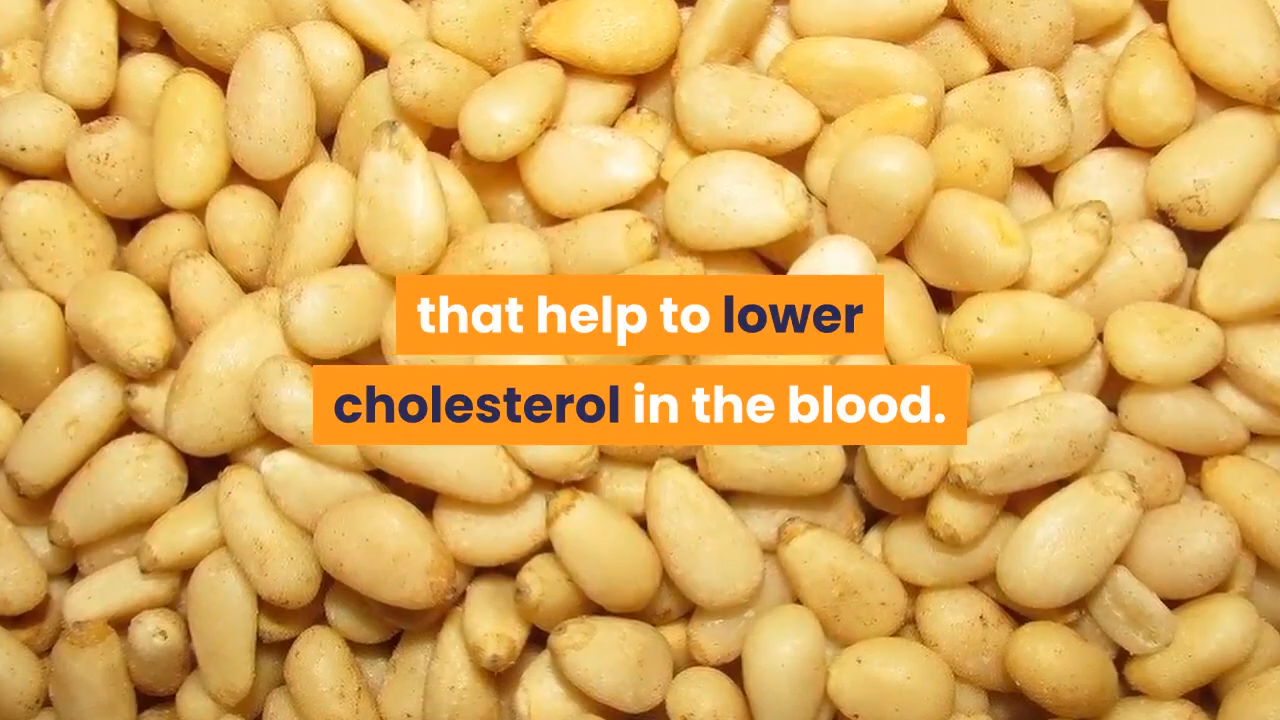 that help to lower
cholesterol in the blood.